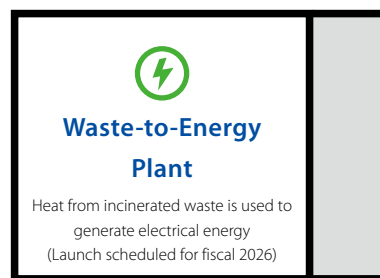 Waste-to-Energy
Plant
Heat from incinerated waste is used to
generate electrical energy
(Launch scheduled for fiscal 2026)